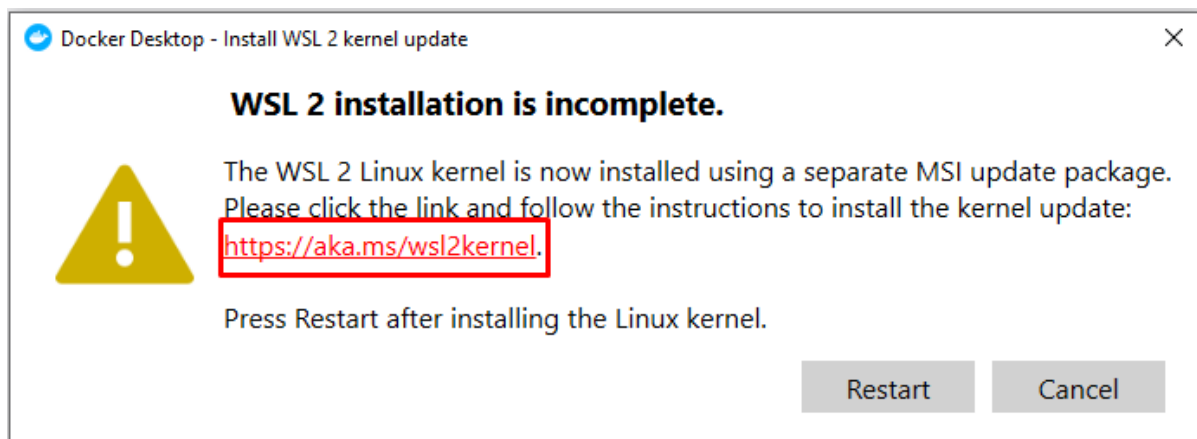 Docker Desktop - Install WSL 2 kernel update
WSL 2 installation is incomplete.
The WSL 2 Linux kernel is now installed using a separate MSI update package.
Please click the link and follow the instructions to install the kernel update:
https://aka.ms/wsl2kernel.
Press Restart after installing the Linux kernel.
Restart Cancel